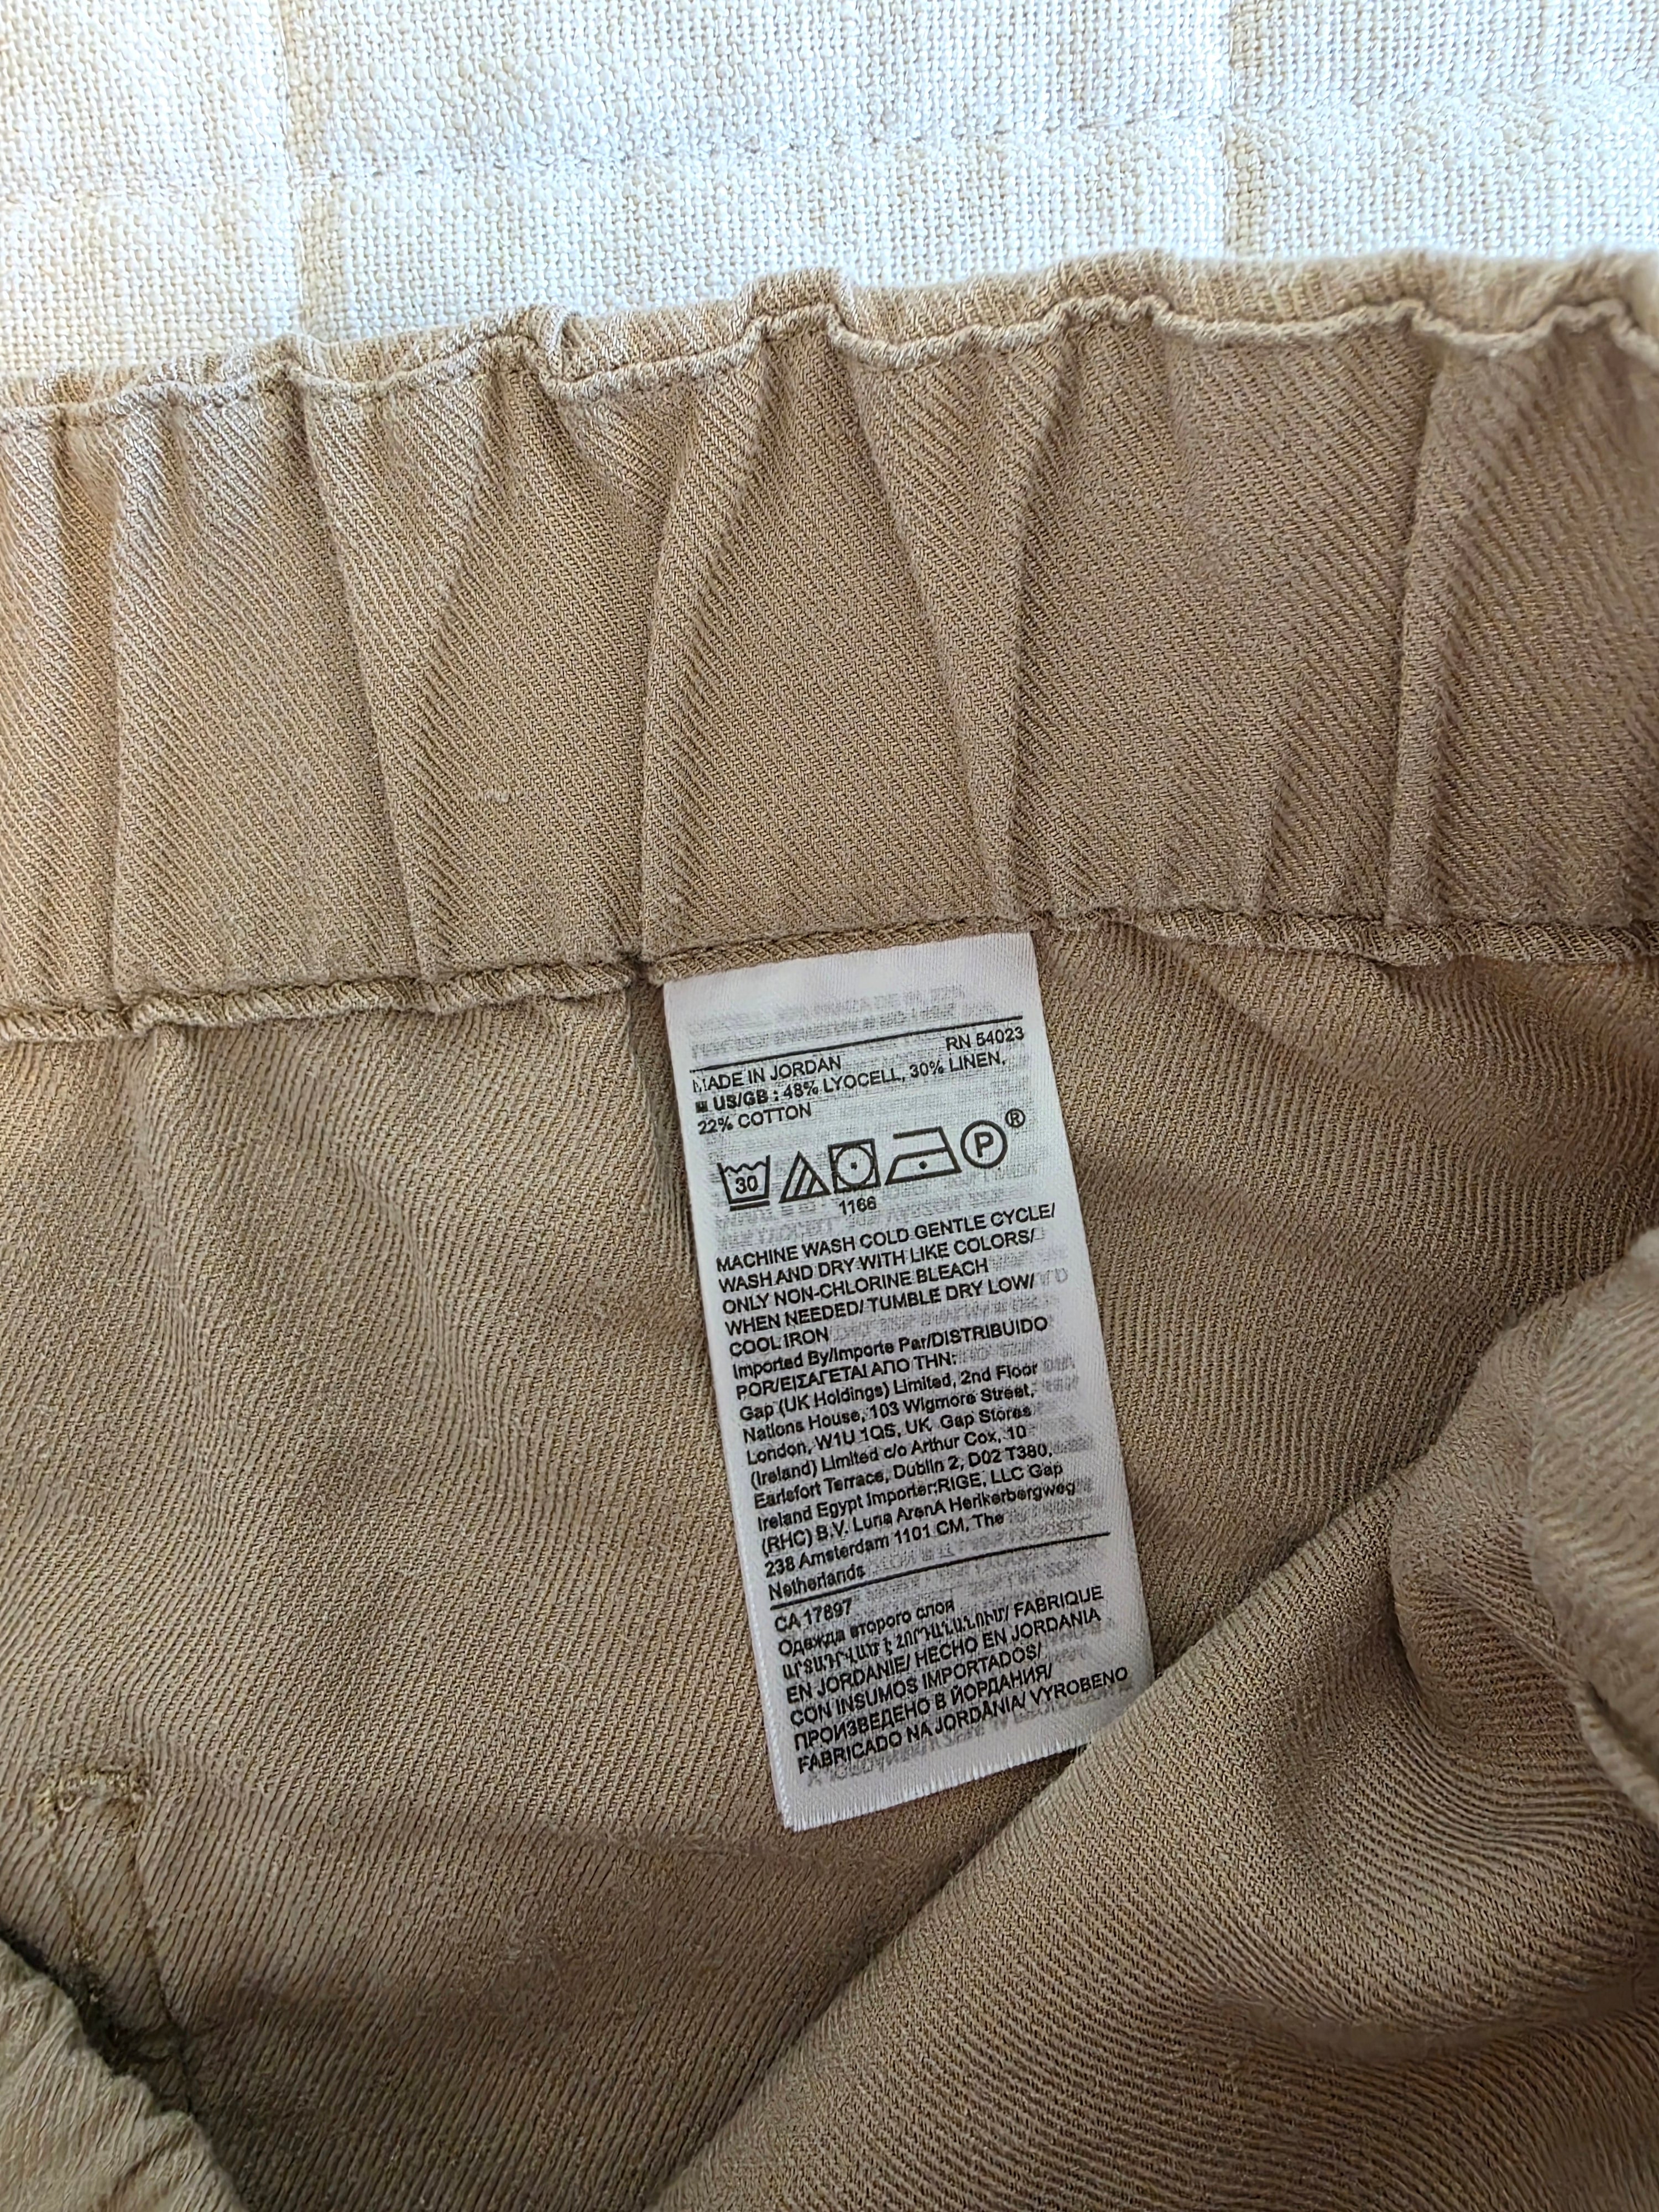 MADE IN JORDAN RN 54023
US/GB : 48% LYOCELL, 30% LINEN,
22% COTTON
30 P ®
1166
MACHINE WASH COLD GENTLE CYCLE/
WASH AND DRY WITH LIKE COLORS/
ONLY NON-CHLORINE BLEACH
WHEN NEEDED/ TUMBLE DRY LOW/
COOL IRON
Imported By/Importe Par/DISTRIBUIDO
POR/ΕΙΣΑΓΕΤΑΙ ΑΠΟ ΤΗΝ:
Gap (UK Holdings) Limited, 2nd Floor
Nations House, 103 Wigmore Street,
London, W1U 1QS, UK Gap Stores
(Ireland) Limited c/o Arthur Cox, 10
Earlsfort Terrace, Dublin 2, D02 T380,
Ireland Egypt Importer:RIGE, LLC Gap
(RHC) B.V. Luna ArenA Herikerbergweg
238 Amsterdam 1101 CM, The
Netherlands
CA 17897
Одежда второго слоя
ԱՐՏԱԴՐՎԱԾ Է ՀՈՐԴԱՆԱՆՈՒՄ/ FABRIQUE
EN JORDANIE/ HECHO EN JORDANIA
CON INSUMOS IMPORTADOS/
ПРОИЗВЕДЕНО В ЙОРДАНИЯ/
FABRICADO NA JORDÂNIA/ VYROBENO